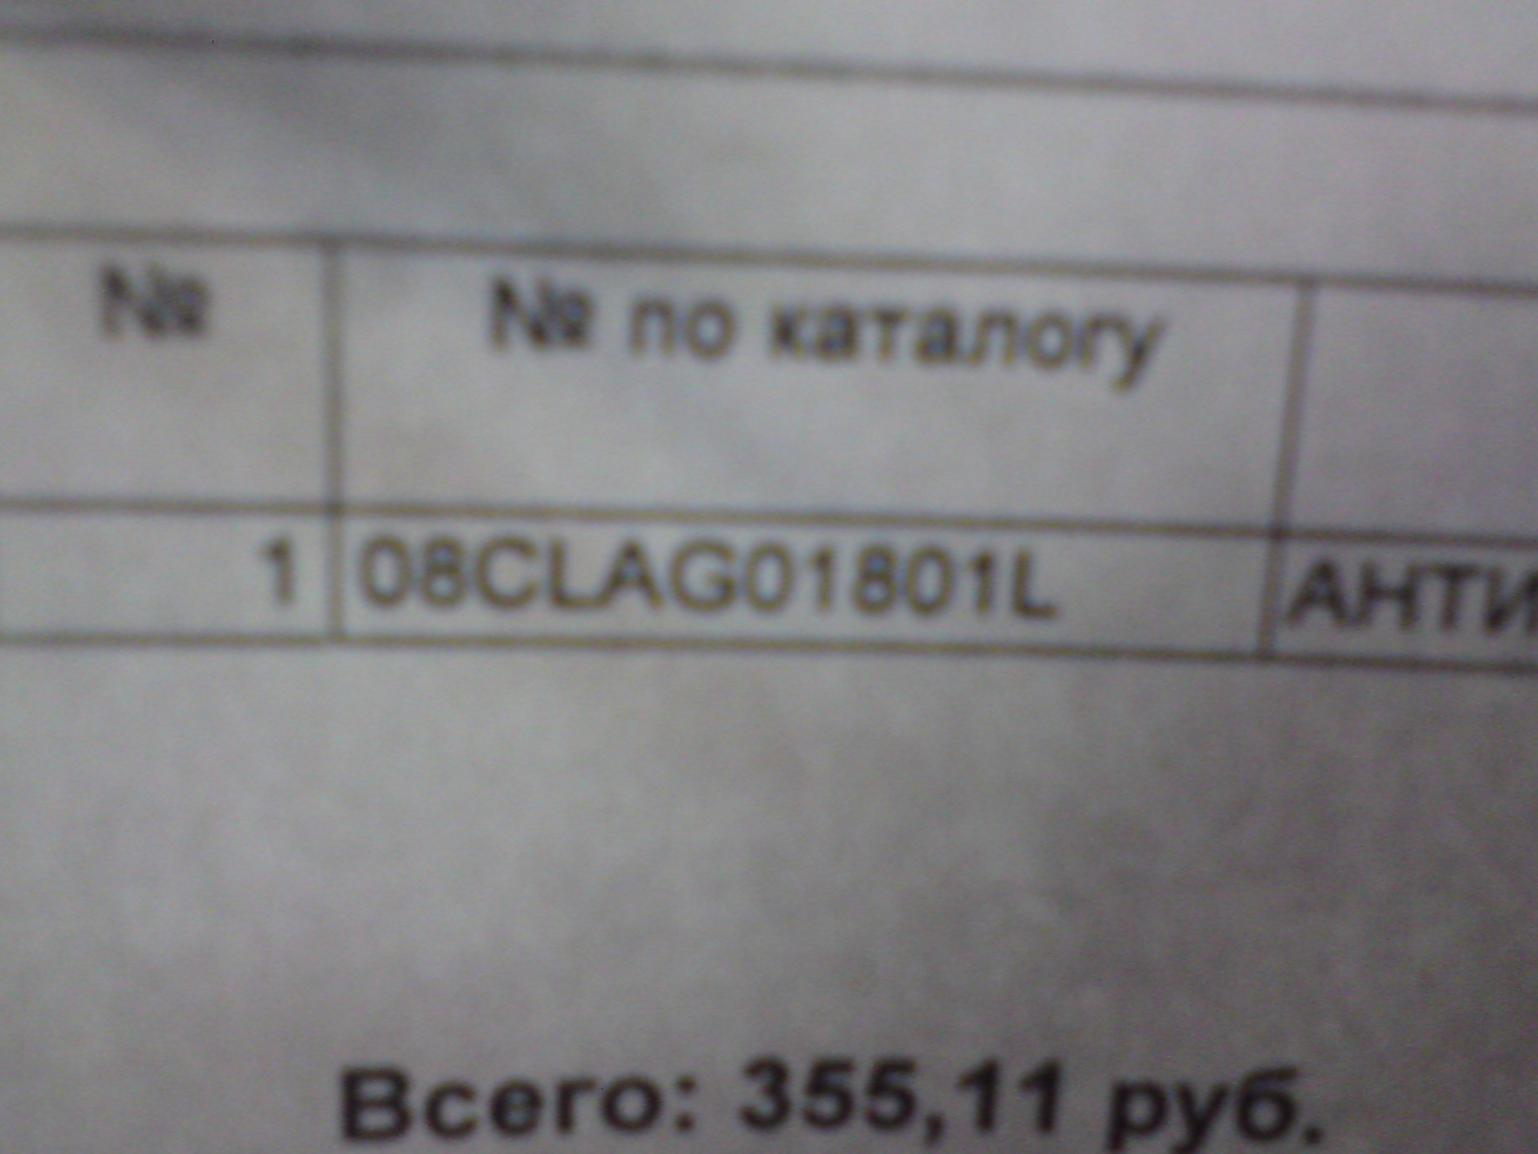 № № по каталогу
1 08CLAG01801L АНТИ
Всего: 355,11 руб.